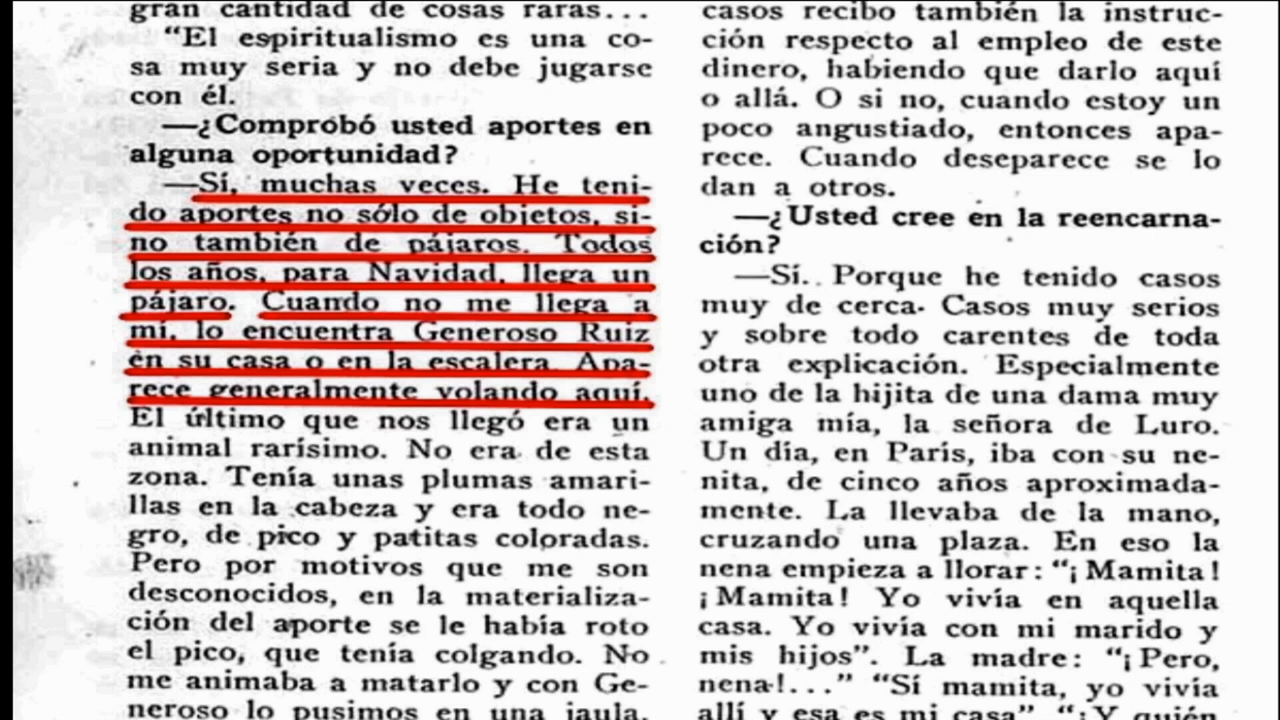 gran cantidad de cosas raras...
“El espiritualismo es una co-
sa muy seria y no debe jugarse
con él.
—¿Comprobó usted aportes en
alguna oportunidad?
—Sí, muchas veces. He teni-
do aportes no sólo de objetos, si-
no también de pájaros. Todos
los años, para Navidad, llega un
pájaro. Cuando no me llega a
mí, lo encuentra Generoso Ruiz
en su casa o en la escalera. Apa-
rece generalmente volando aquí.
El último que nos llegó era un
animal rarísimo. No era de esta
zona. Tenía unas plumas amari-
llas en la cabeza y era todo ne-
gro, de pico y patitas coloradas.
Pero por motivos que me son
desconocidos, en la materializa-
ción del aporte se le había roto
el pico, que tenía colgando. No
me animaba a matarlo y con Ge-
neroso lo pusimos en una jaula.
casos recibo también la instruc-
ción respecto al empleo de este
dinero, habiendo que darlo aquí
o allá. O si no, cuando estoy un
poco angustiado, entonces apa-
rece. Cuando deseparece se lo
dan a otros.
—¿Usted cree en la reencarna-
ción?
—Sí. Porque he tenido casos
muy de cerca. Casos muy serios
y sobre todo carentes de toda
otra explicación. Especialmente
uno de la hijita de una dama muy
amiga mía, la señora de Luro.
Un día, en París, iba con su ne-
nita, de cinco años aproximada-
mente. La llevaba de la mano,
cruzando una plaza. En eso la
nena empieza a llorar: “¡Mamita!
¡Mamita! Yo vivía en aquella
casa. Yo vivía con mi marido y
mis hijos”. La madre: “¡Pero,
nena!...” “Sí mamita, yo vivía
allí y esa es mi casa”. “¿Y quién